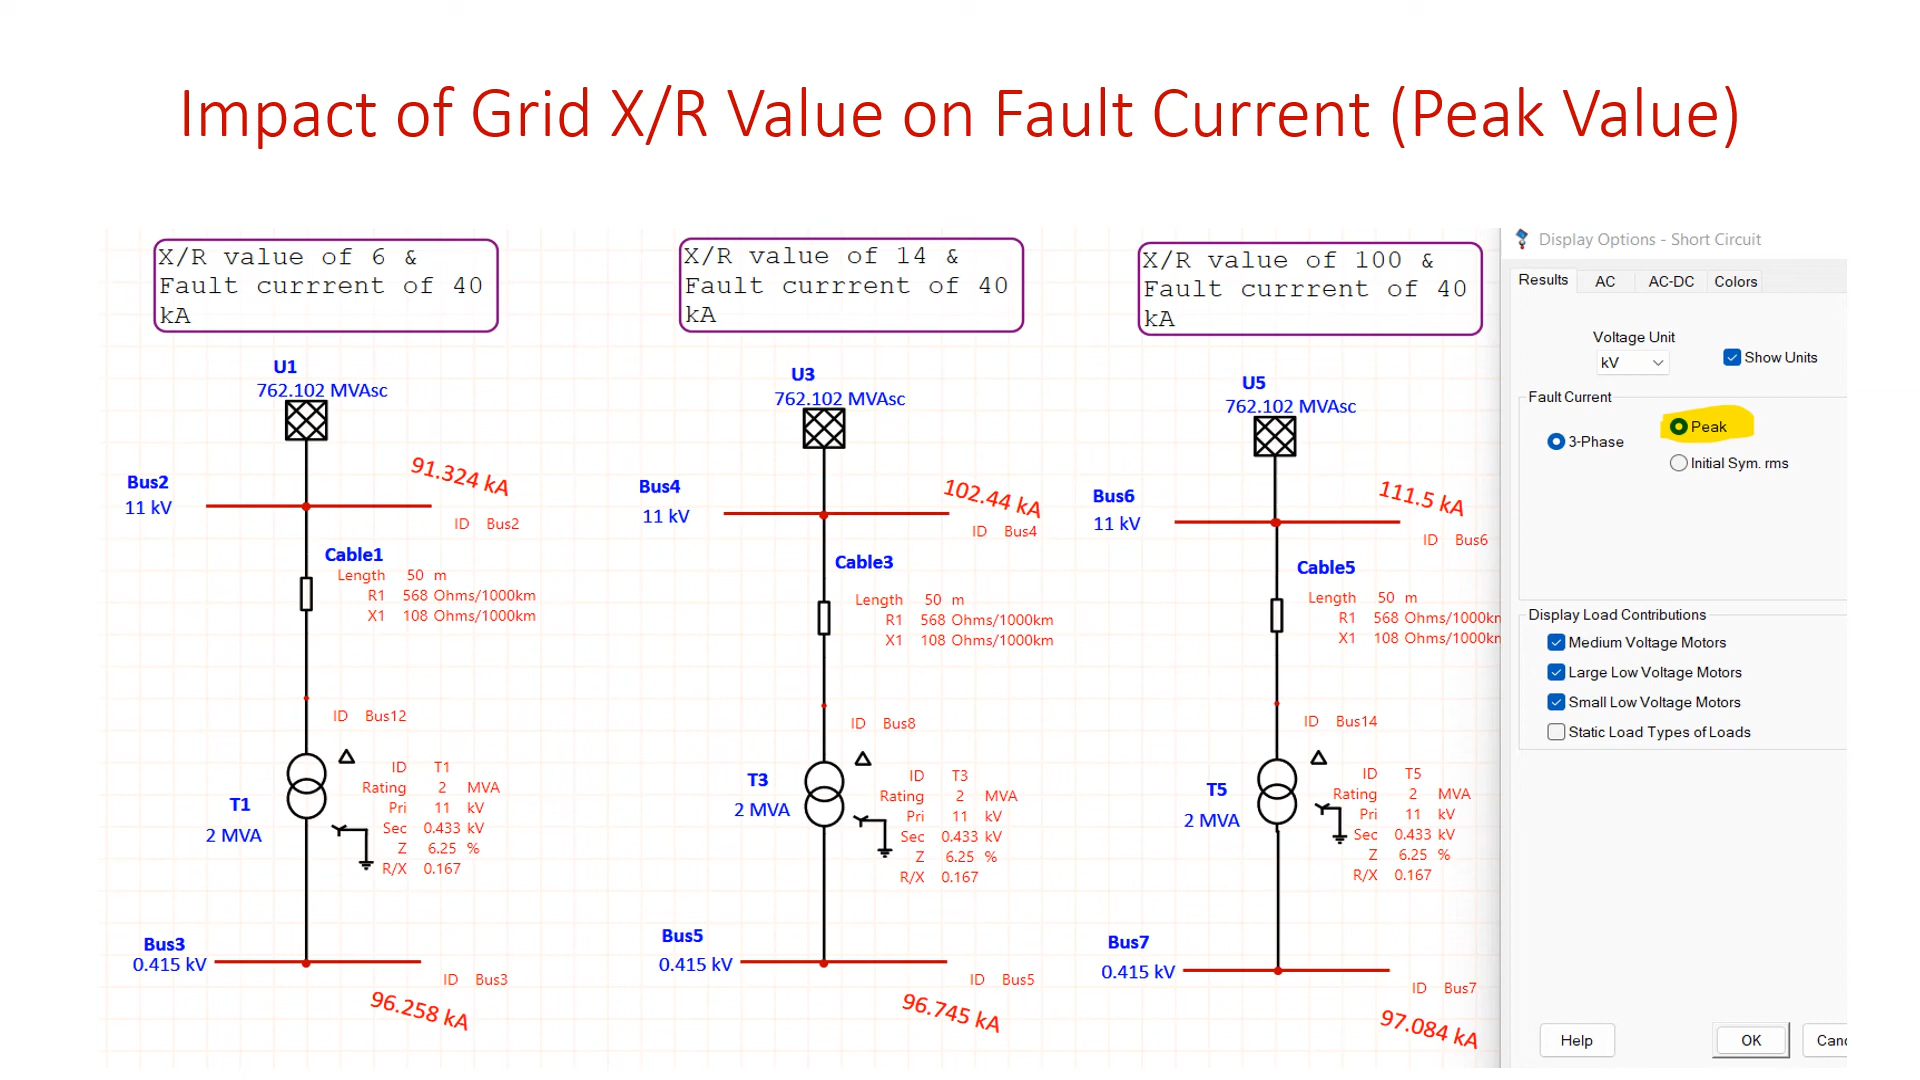 Impact of Grid X/R Value on Fault Current (Peak Value)
X/R value of 6 &
Fault currrent of 40
kA
U1
762.102 MVAsc
91.324 kA
Bus2
11 kV
ID Bus2
Cable1
Length 50 m
R1 568 Ohms/1000km
X1 108 Ohms/1000km
ID Bus12
T1
2 MVA
ID T1
Rating 2 MVA
Pri 11 kV
Sec 0.433 kV
Z 6.25 %
R/X 0.167
Bus3
0.415 kV
ID Bus3
96.258 kA
X/R value of 14 &
Fault currrent of 40
kA
U3
762.102 MVAsc
102.44 kA
Bus4
11 kV
ID Bus4
Cable3
Length 50 m
R1 568 Ohms/1000km
X1 108 Ohms/1000km
ID Bus8
T3
2 MVA
ID T3
Rating 2 MVA
Pri 11 kV
Sec 0.433 kV
Z 6.25 %
R/X 0.167
Bus5
0.415 kV
ID Bus5
96.745 kA
X/R value of 100 &
Fault currrent of 40
kA
U5
762.102 MVAsc
111.5 kA
Bus6
11 kV
ID Bus6
Cable5
Length 50 m
R1 568 Ohms/1000kn
X1 108 Ohms/1000kn
ID Bus14
T5
2 MVA
ID T5
Rating 2 MVA
Pri 11 kV
Sec 0.433 kV
Z 6.25 %
R/X 0.167
Bus7
0.415 kV
ID Bus7
97.084 kA
Display Options - Short Circuit
Results AC AC-DC Colors
Voltage Unit
kV
Show Units
Fault Current
Peak
3-Phase
Initial Sym. rms
Display Load Contributions
Medium Voltage Motors
Large Low Voltage Motors
Small Low Voltage Motors
Static Load Types of Loads
Help OK Canc